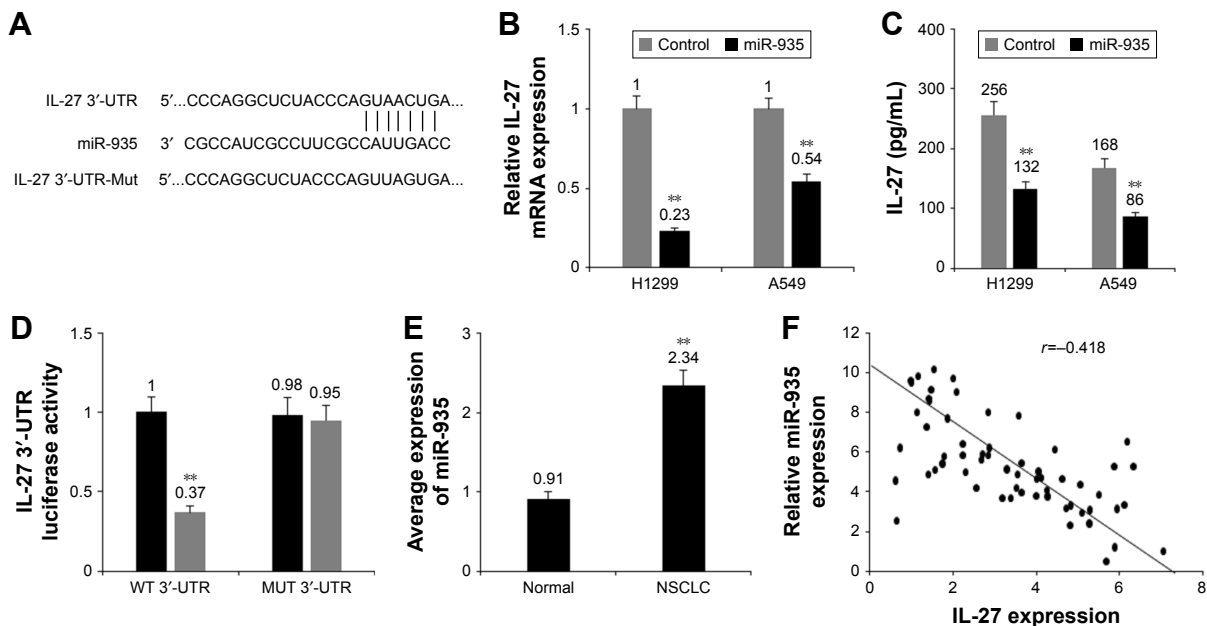 A
IL-27 3′-UTR 5′...CCCAGGCUCUACCCAGUAACUGA...
miR-935 3′ CGCCAUCGCCUUCGCCAUUGACC
IL-27 3′-UTR-Mut 5′...CCCAGGCUCUACCCAGUUAGUGA...
B
Control miR-935
Relative IL-27
mRNA expression
1.5
1
0.5
0
1
**
0.23
1
**
0.54
H1299 A549
C
Control miR-935
IL-27 (pg/mL)
400
300
200
100
0
256
**
132
168
**
86
H1299 A549
D
IL-27 3′-UTR
luciferase activity
1.5
1
0.5
0
1
**
0.37
0.98
0.95
WT 3′-UTR MUT 3′-UTR
E
Average expression
of miR-935
3
2
1
0
0.91
**
2.34
Normal NSCLC
F
Relative miR-935
expression
12
10
8
6
4
2
0
r=–0.418
0 2 4 6 8
IL-27 expression